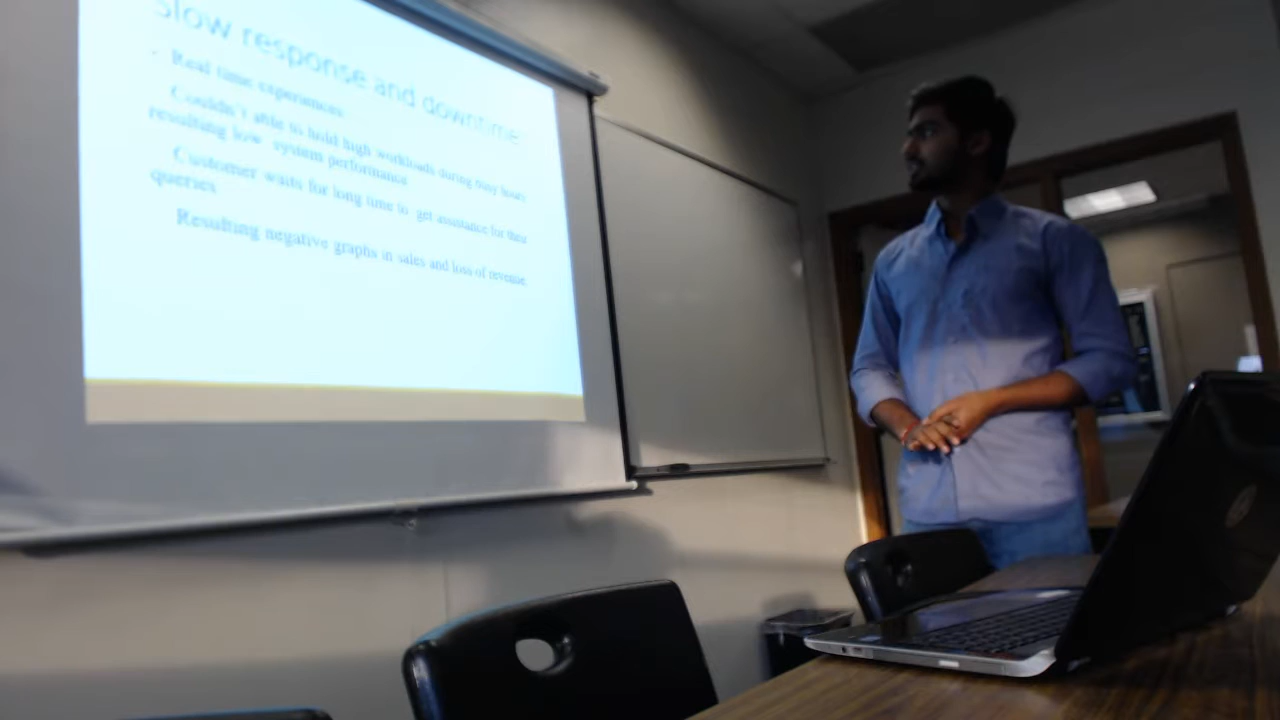 Slow response and downtime
• Real time experiences
Couldn't able to hold high workloads during busy hours
resulting low system performance
Customer waits for long time to get assistance for their
queries
Resulting negative graphs in sales and loss of revenue